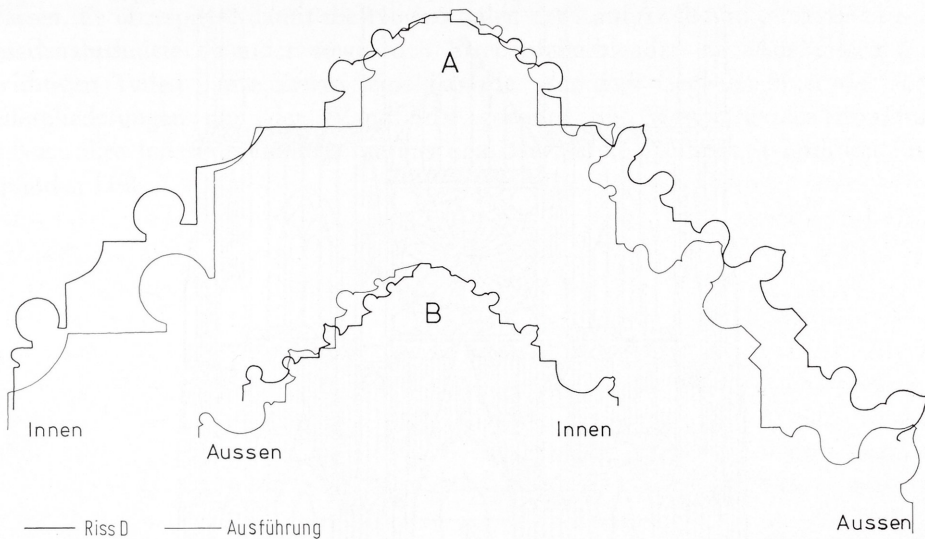 A
B
Innen
Aussen
Innen
Aussen
Riss D
Ausführung